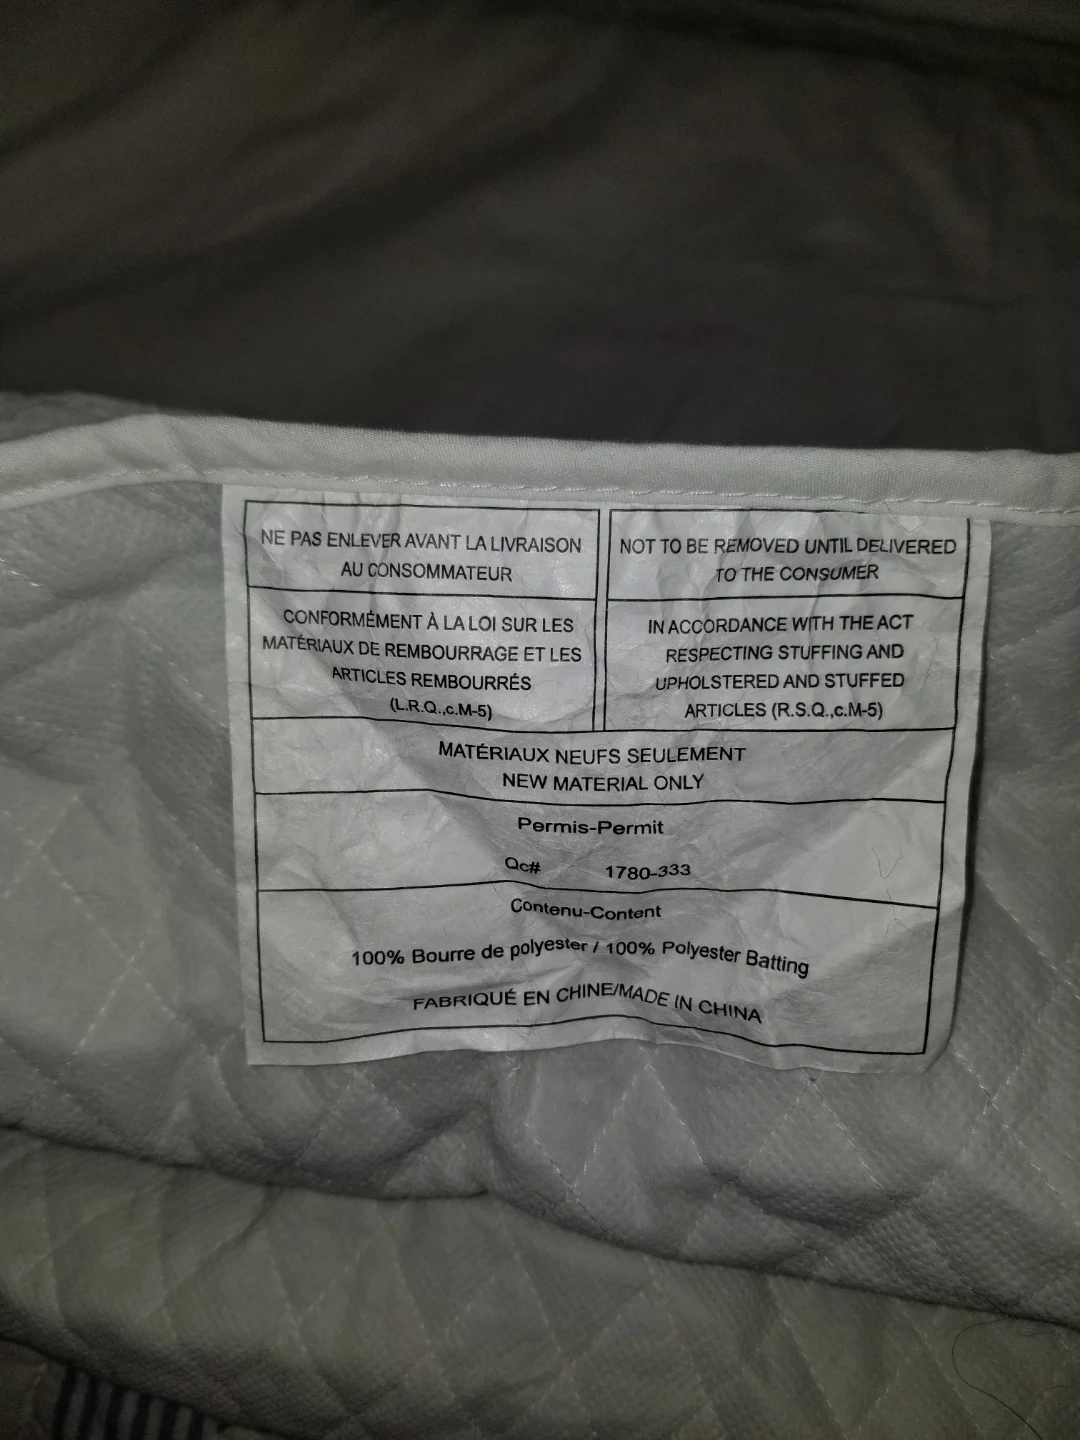 NE PAS ENLEVER AVANT LA LIVRAISON
AU CONSOMMATEUR
NOT TO BE REMOVED UNTIL DELIVERED
TO THE CONSUMER
CONFORMÉMENT À LA LOI SUR LES
MATÉRIAUX DE REMBOURRAGE ET LES
ARTICLES REMBOURRÉS
(L.R.Q.,c.M-5)
IN ACCORDANCE WITH THE ACT
RESPECTING STUFFING AND
UPHOLSTERED AND STUFFED
ARTICLES (R.S.Q.,c.M-5)
MATÉRIAUX NEUFS SEULEMENT
NEW MATERIAL ONLY
Permis-Permit
Qc# 1780-333
Contenu-Content
100% Bourre de polyester / 100% Polyester Batting
FABRIQUÉ EN CHINE/MADE IN CHINA